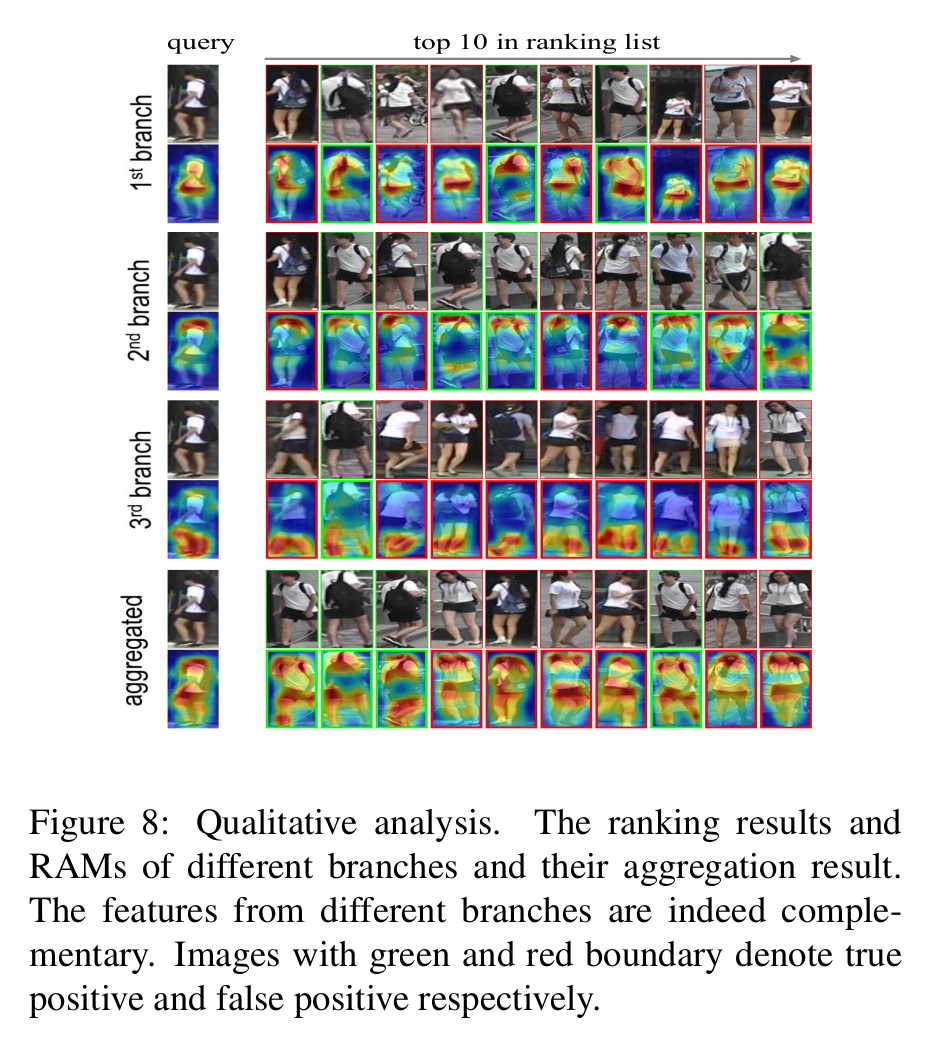 query
top 10 in ranking list
1st branch
2nd branch
3rd branch
aggregated
Figure 8: Qualitative analysis. The ranking results and
RAMs of different branches and their aggregation result.
The features from different branches are indeed comple-
mentary. Images with green and red boundary denote true
positive and false positive respectively.